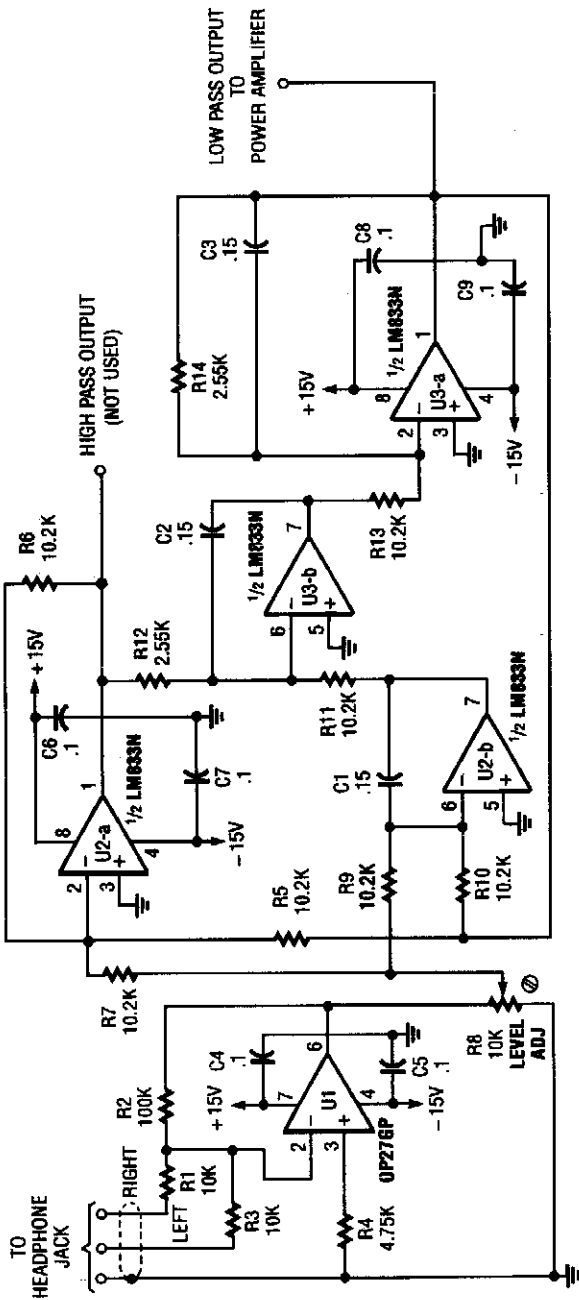 TO
HEADPHONE
JACK
RIGHT
LEFT
R1
10K
R3
10K
R2
100K
R4
4.75K
+15V
C4
.1
2
7
6
3
4
U1
OP27GP
C5
.1
-15V
R8
10K
LEVEL
ADJ
R7
10.2K
R5
10.2K
R9
10.2K
R10
10.2K
2
3
8
1
4
U2-a
1/2 LM833N
+15V
C6
.1
C7
.1
-15V
R6
10.2K
HIGH PASS OUTPUT
(NOT USED)
R12
2.55K
R11
10.2K
C1
.15
6
5
7
U2-b
1/2 LM833N
C2
.15
6
5
7
U3-b
1/2 LM833N
R13
10.2K
R14
2.55K
C3
.15
+15V
2
3
8
1
4
U3-a
1/2 LM833N
C8
.1
C9
.1
-15V
LOW PASS OUTPUT
TO
POWER AMPLIFIER